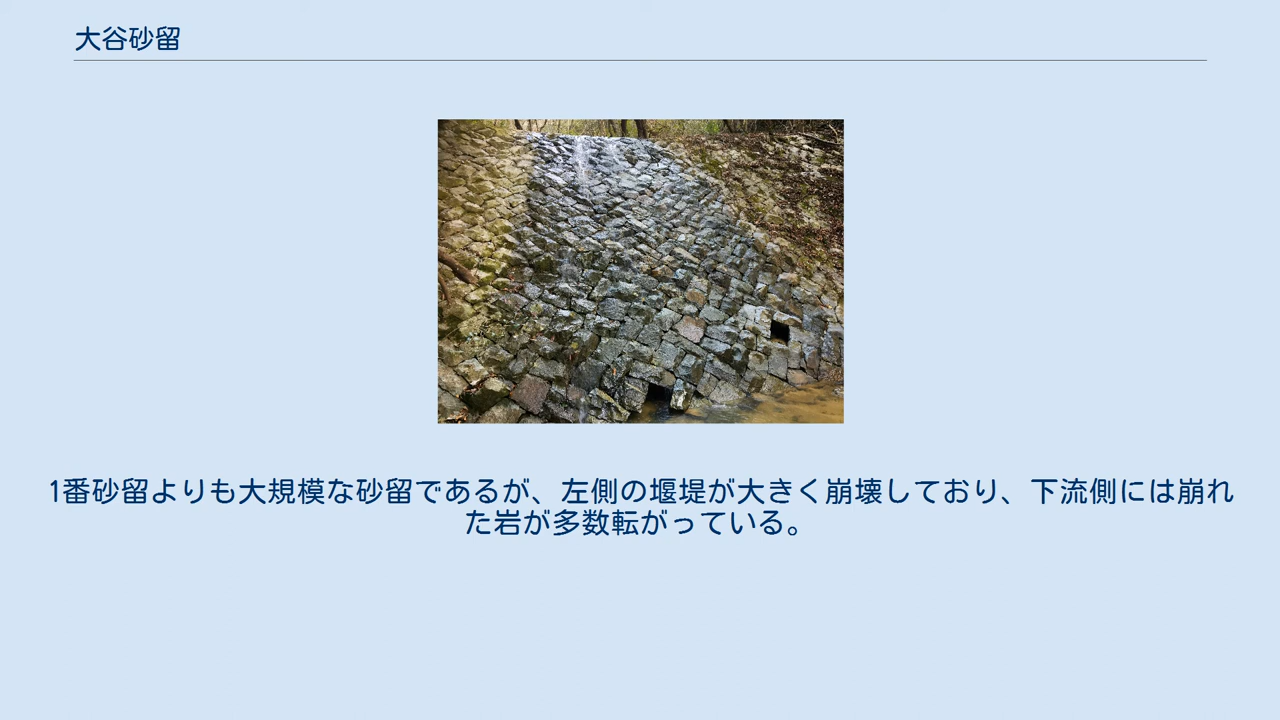 大谷砂留
1番砂留よりも大規模な砂留であるが、左側の堰堤が大きく崩壊しており、下流側には崩れ
た岩が多数転がっている。